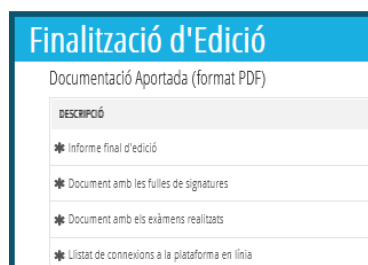 Finalització d'Edició
Documentació Aportada (format PDF)
DESCRIPCIÓ
✱ Informe final d'edició
✱ Document amb les fulles de signatures
✱ Document amb els exàmens realitzats
✱ Llistat de connexions a la plataforma en línia